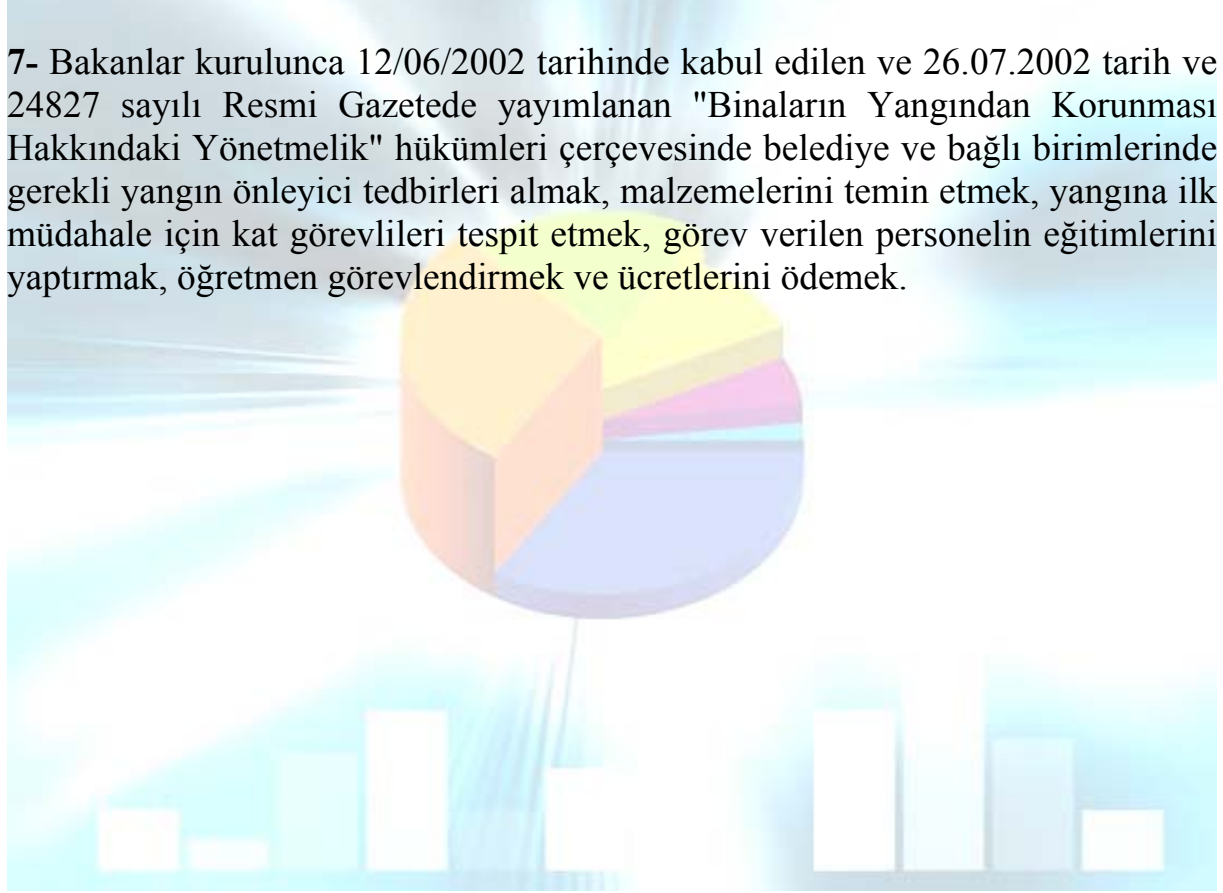 7- Bakanlar kurulunca 12/06/2002 tarihinde kabul edilen ve 26.07.2002 tarih ve
24827 sayılı Resmi Gazetede yayımlanan "Binaların Yangından Korunması
Hakkındaki Yönetmelik" hükümleri çerçevesinde belediye ve bağlı birimlerinde
gerekli yangın önleyici tedbirleri almak, malzemelerini temin etmek, yangına ilk
müdahale için kat görevlileri tespit etmek, görev verilen personelin eğitimlerini
yaptırmak, öğretmen görevlendirmek ve ücretlerini ödemek.